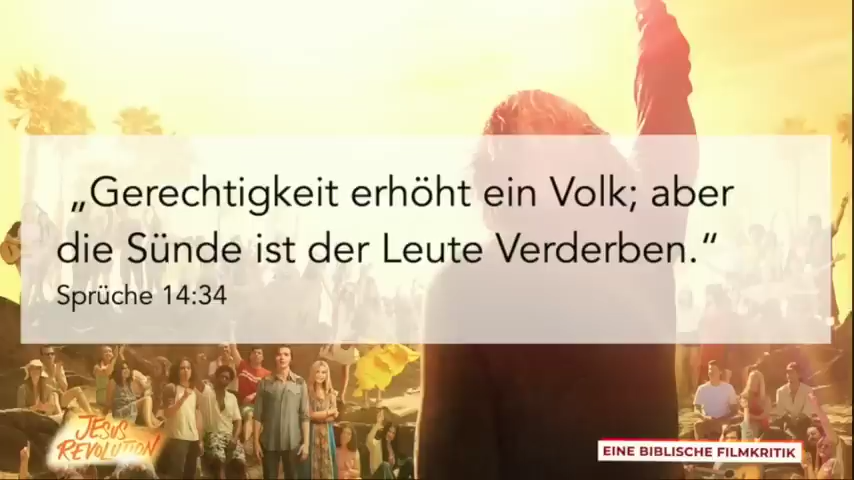 „Gerechtigkeit erhöht ein Volk; aber
die Sünde ist der Leute Verderben.“
Sprüche 14:34
JESUS
REVOLUTION
EINE BIBLISCHE FILMKRITIK